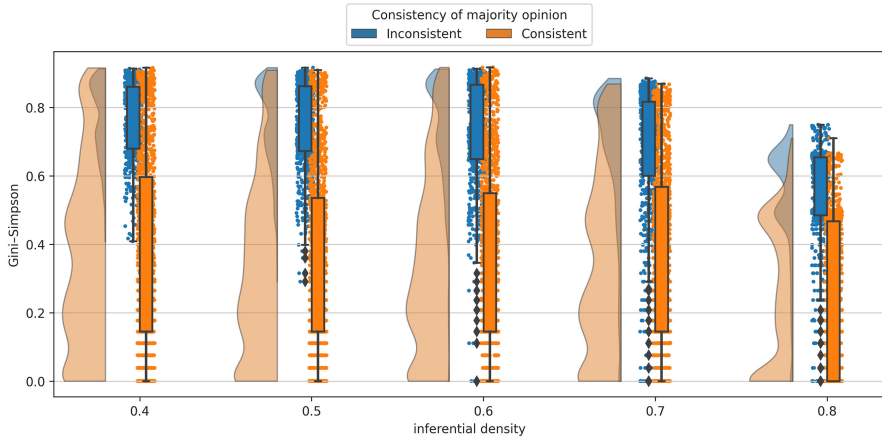 Consistency of majority opinion
Inconsistent Consistent
Gini–Simpson
0.8
0.6
0.4
0.2
0.0
0.4 0.5 0.6 0.7 0.8
inferential density